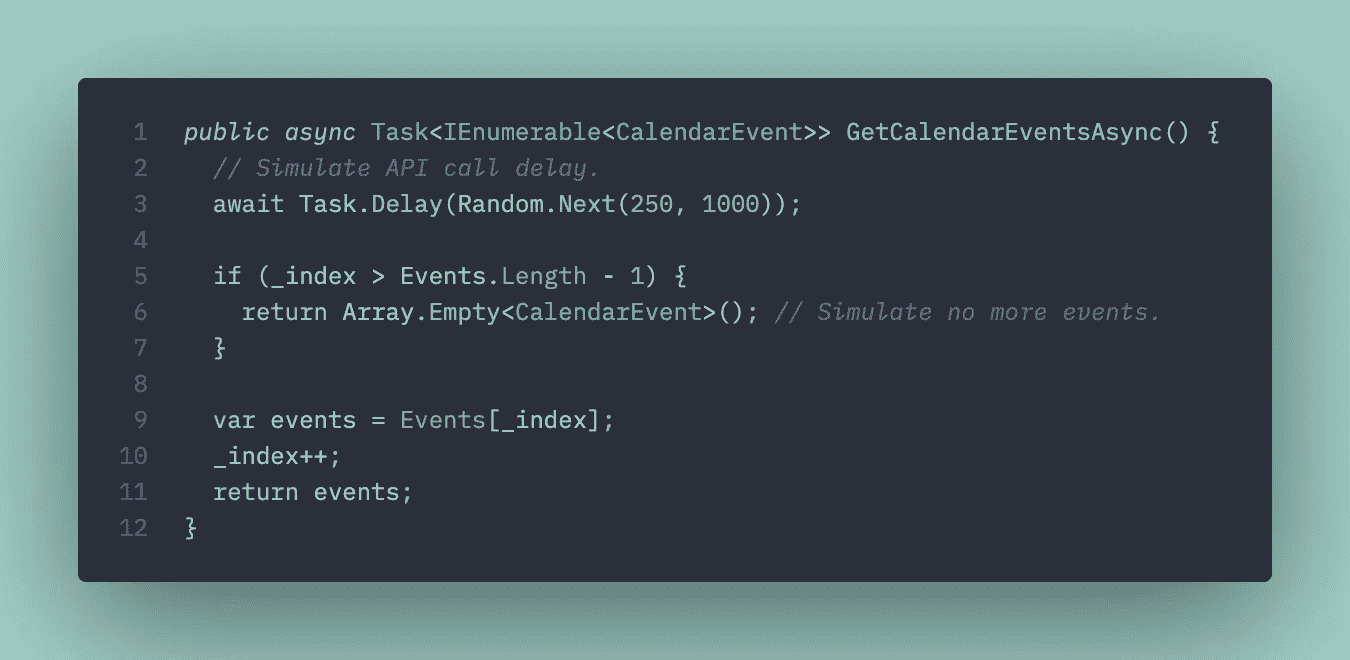 1 public async Task<IEnumerable<CalendarEvent>> GetCalendarEventsAsync() {
2 // Simulate API call delay.
3 await Task.Delay(Random.Next(250, 1000));
4
5 if (_index > Events.Length - 1) {
6 return Array.Empty<CalendarEvent>(); // Simulate no more events.
7 }
8
9 var events = Events[_index];
10 _index++;
11 return events;
12 }